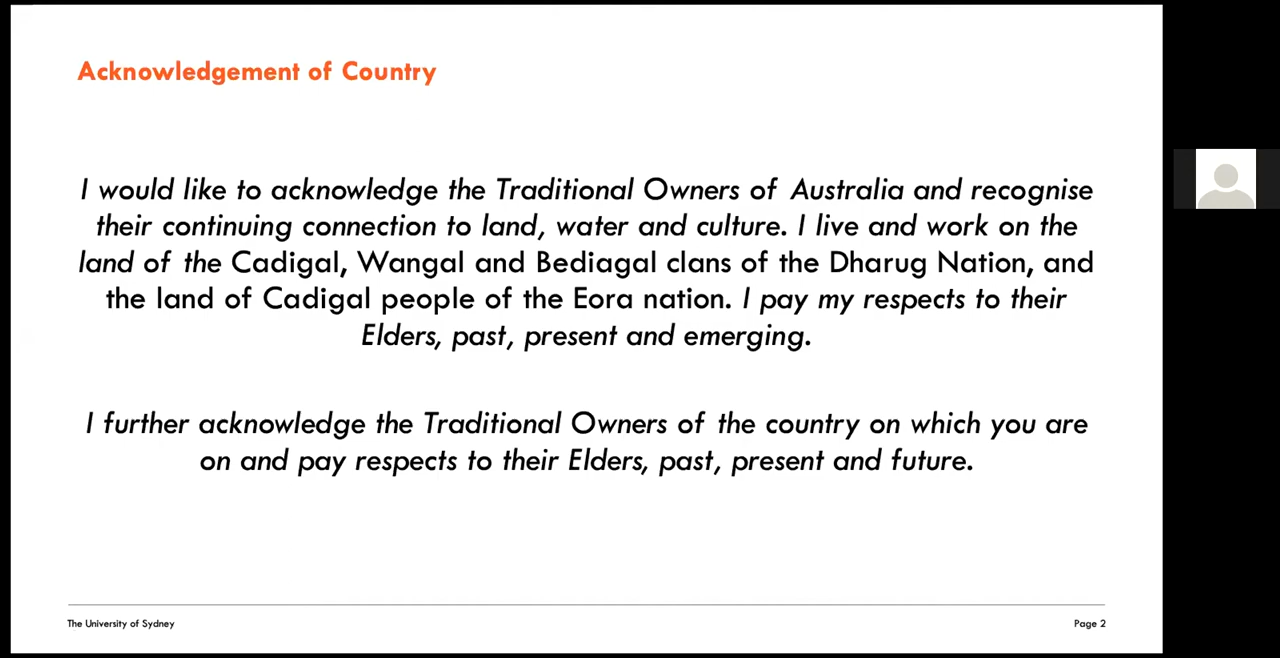 Acknowledgement of Country
I would like to acknowledge the Traditional Owners of Australia and recognise
their continuing connection to land, water and culture. I live and work on the
land of the Cadigal, Wangal and Bediagal clans of the Dharug Nation, and
the land of Cadigal people of the Eora nation. I pay my respects to their
Elders, past, present and emerging.
I further acknowledge the Traditional Owners of the country on which you are
on and pay respects to their Elders, past, present and future.
The University of Sydney
Page 2